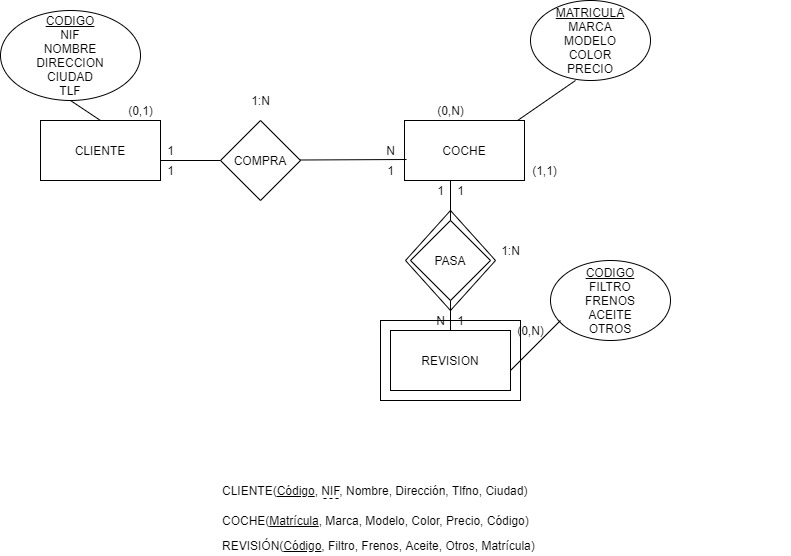 CODIGO
NIF
NOMBRE
DIRECCION
CIUDAD
TLF
MATRICULA
MARCA
MODELO
COLOR
PRECIO
(0,1)
1:N
(0,N)
CLIENTE
1
1
COMPRA
N
1
COCHE
(1,1)
1
1
PASA
1:N
N
1
(0,N)
CODIGO
FILTRO
FRENOS
ACEITE
OTROS
REVISION
CLIENTE(Código, NIF, Nombre, Dirección, Tlfno, Ciudad)
COCHE(Matrícula, Marca, Modelo, Color, Precio, Código)
REVISIÓN(Código, Filtro, Frenos, Aceite, Otros, Matrícula)